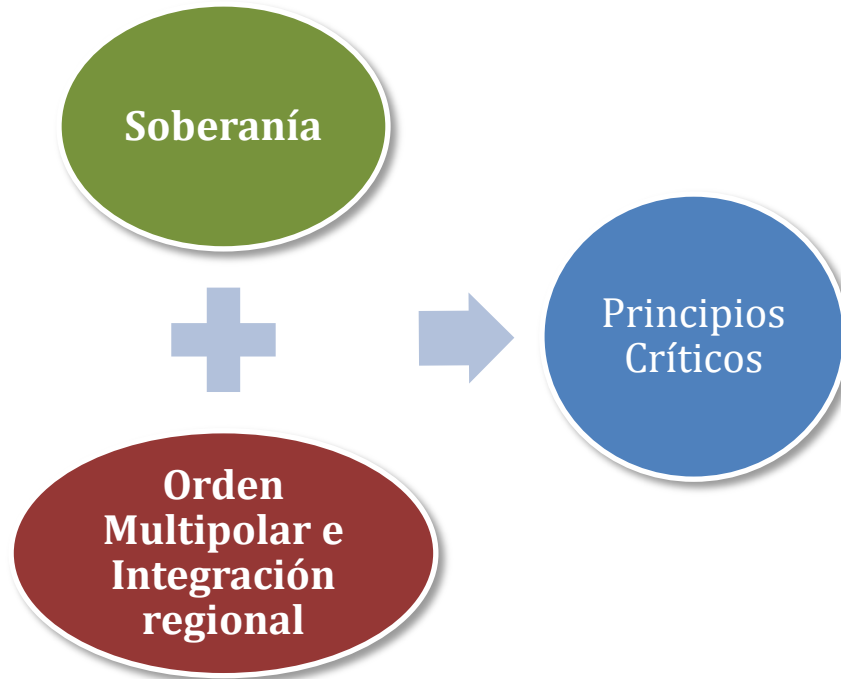 Soberanía
Orden
Multipolar e
Integración
regional
Principios
Críticos